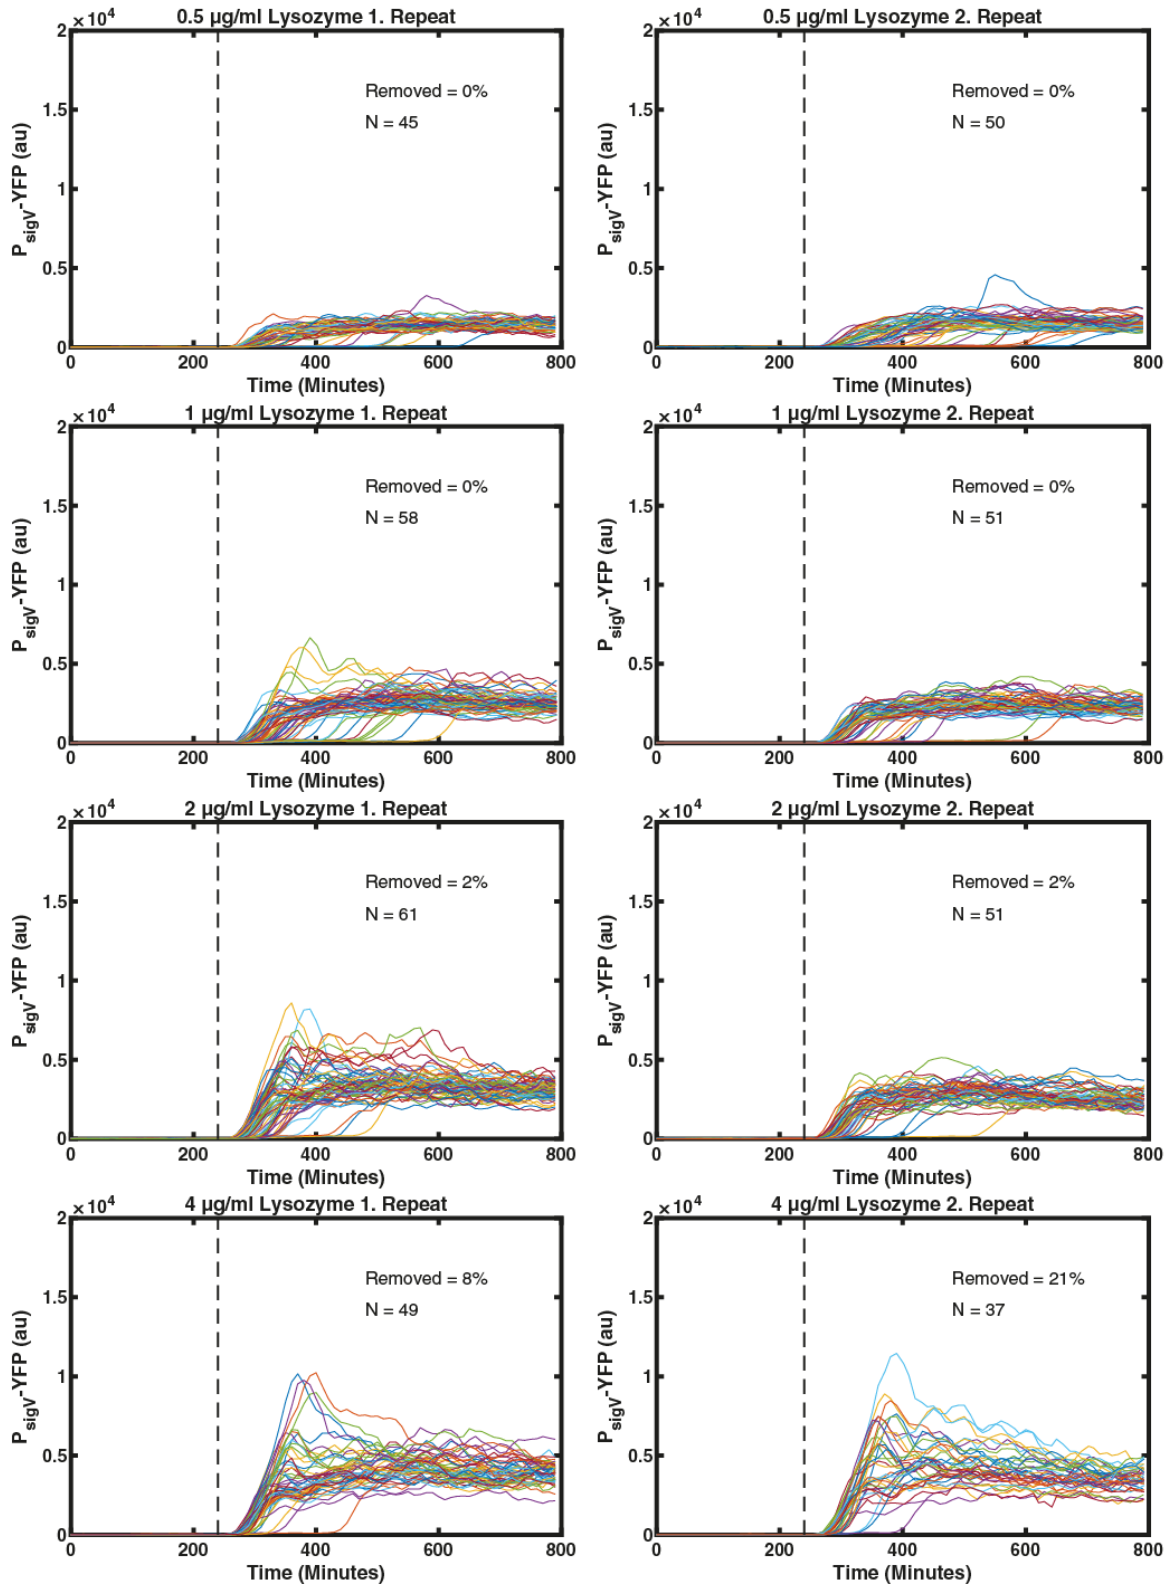 0.5 µg/ml Lysozyme 1. Repeat
×10⁴
2
1.5
1
0.5
0
P_sigV-YFP (au)
Removed = 0%
N = 45
0 200 400 600 800
Time (Minutes)
0.5 µg/ml Lysozyme 2. Repeat
×10⁴
2
1.5
1
0.5
0
P_sigV-YFP (au)
Removed = 0%
N = 50
0 200 400 600 800
Time (Minutes)
1 µg/ml Lysozyme 1. Repeat
×10⁴
2
1.5
1
0.5
0
P_sigV-YFP (au)
Removed = 0%
N = 58
0 200 400 600 800
Time (Minutes)
1 µg/ml Lysozyme 2. Repeat
×10⁴
2
1.5
1
0.5
0
P_sigV-YFP (au)
Removed = 0%
N = 51
0 200 400 600 800
Time (Minutes)
2 µg/ml Lysozyme 1. Repeat
×10⁴
2
1.5
1
0.5
0
P_sigV-YFP (au)
Removed = 2%
N = 61
0 200 400 600 800
Time (Minutes)
2 µg/ml Lysozyme 2. Repeat
×10⁴
2
1.5
1
0.5
0
P_sigV-YFP (au)
Removed = 2%
N = 51
0 200 400 600 800
Time (Minutes)
4 µg/ml Lysozyme 1. Repeat
×10⁴
2
1.5
1
0.5
0
P_sigV-YFP (au)
Removed = 8%
N = 49
0 200 400 600 800
Time (Minutes)
4 µg/ml Lysozyme 2. Repeat
×10⁴
2
1.5
1
0.5
0
P_sigV-YFP (au)
Removed = 21%
N = 37
0 200 400 600 800
Time (Minutes)